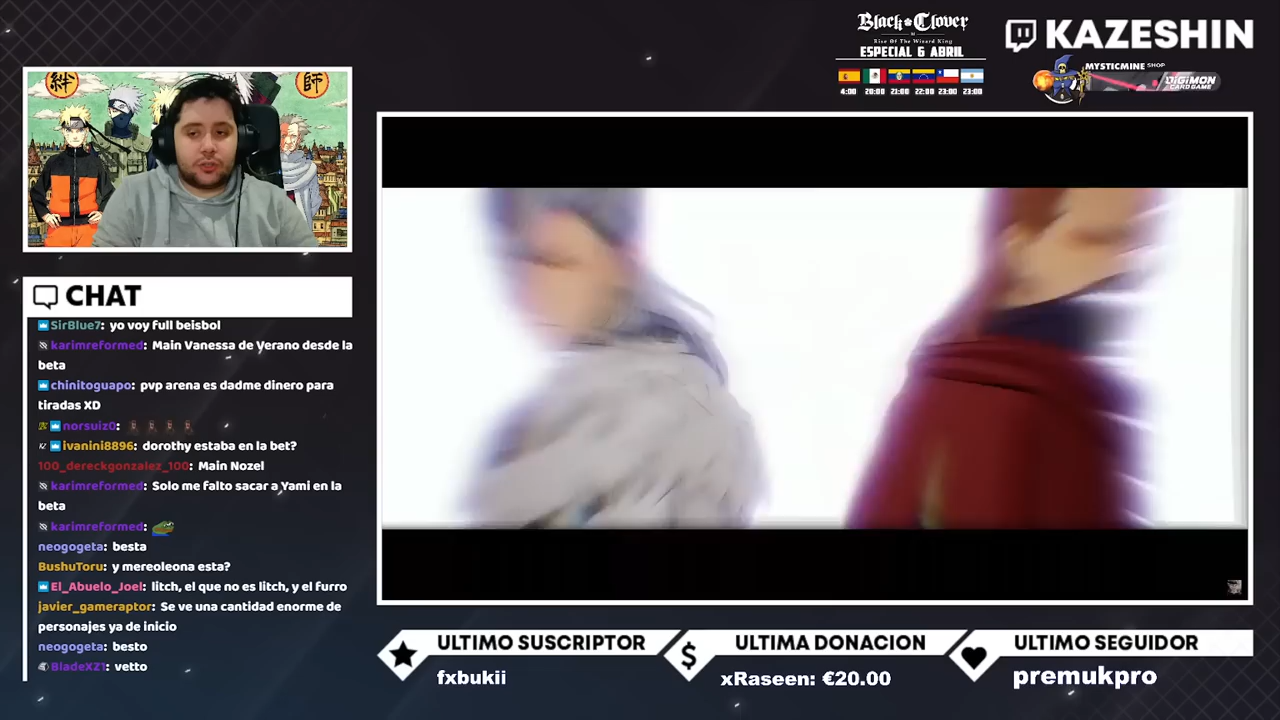 Black Clover
M
Rise Of The Wizard King
ESPECIAL 6 ABRIL
4:00 20:00 21:00 22:00 23:00 23:00
KAZESHIN
MYSTICMINE SHOP
DIGIMON
CARD GAME
絆
師
CHAT
SirBlue7: yo voy full beisbol
karimreformed: Main Vanessa de Verano desde la
beta
chinitoguapo: pvp arena es dadme dinero para
tiradas XD
norsuiz0:
ivanini8896: dorothy estaba en la bet?
100_dereckgonzalez_100: Main Nozel
karimreformed: Solo me falto sacar a Yami en la
beta
karimreformed:
neogogeta: besta
BushuToru: y mereoleona esta?
El_Abuelo_Joel: litch, el que no es litch, y el furro
javier_gameraptor: Se ve una cantidad enorme de
personajes ya de inicio
neogogeta: besto
BladeXZ1: vetto
ULTIMO SUSCRIPTOR
fxbukii
ULTIMA DONACION
xRaseen: €20.00
ULTIMO SEGUIDOR
premukpro